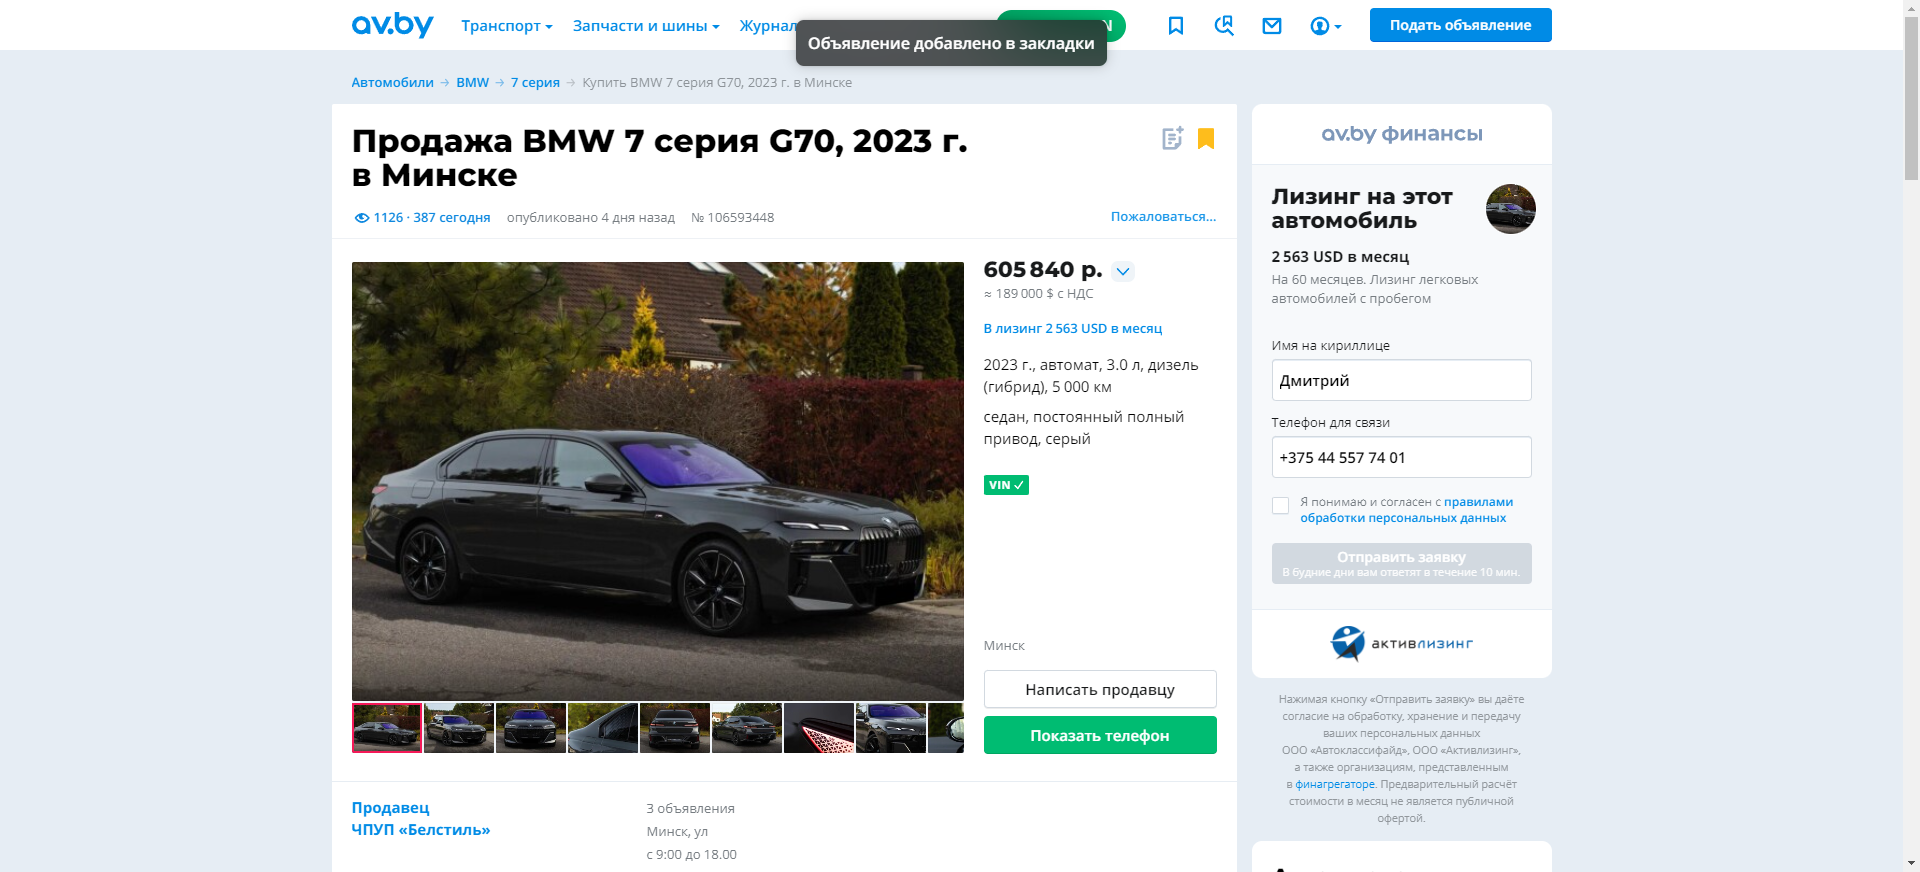 av.by
Транспорт
Запчасти и шины
Журнал
Объявление добавлено в закладки
Подать объявление
Автомобили → BMW → 7 серия → Купить BMW 7 серия G70, 2023 г. в Минске
Продажа BMW 7 серия G70, 2023 г.
в Минске
1126 · 387 сегодня
опубликовано 4 дня назад
№ 106593448
Пожаловаться...
605 840 р.
≈ 189 000 $ с НДС
В лизинг 2 563 USD в месяц
2023 г., автомат, 3.0 л, дизель
(гибрид), 5 000 км
седан, постоянный полный
привод, серый
VIN ✓
Минск
Написать продавцу
Показать телефон
Продавец
ЧПУП «Белстиль»
3 объявления
Минск, ул
с 9:00 до 18.00
av.by финансы
Лизинг на этот
автомобиль
2 563 USD в месяц
На 60 месяцев. Лизинг легковых
автомобилей с пробегом
Имя на кириллице
Дмитрий
Телефон для связи
+375 44 557 74 01
Я понимаю и согласен с правилами
обработки персональных данных
Отправить заявку
В будние дни вам ответят в течение 10 мин.
активлизинг
Нажимая кнопку «Отправить заявку» вы даёте
согласие на обработку, хранение и передачу
ваших персональных данных
ООО «Автоклассифайд», ООО «Активлизинг»,
а также организациям, представленным
в финагрегаторе. Предварительный расчёт
стоимости в месяц не является публичной
офертой.